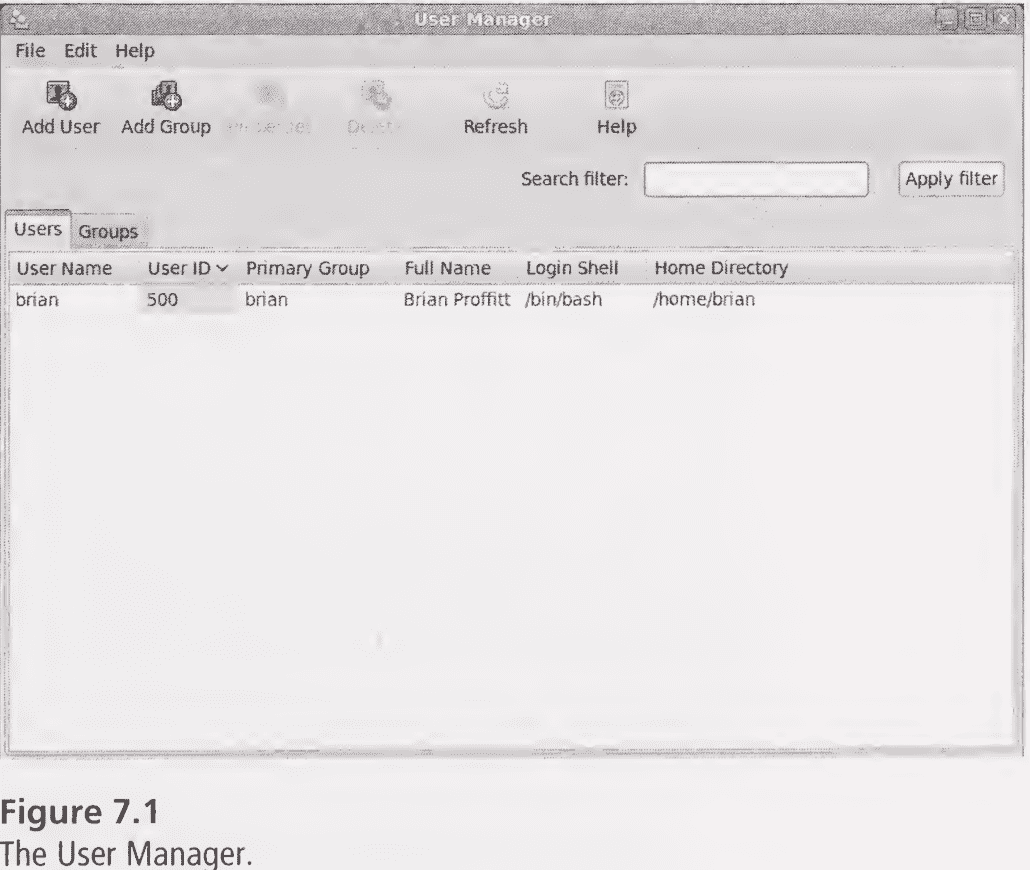 User Manager
File Edit Help
Add User Add Group Delete Refresh Help
Search filter: Apply filter
Users Groups
User Name User ID Primary Group Full Name Login Shell Home Directory
brian 500 brian Brian Proffitt /bin/bash /home/brian
Figure 7.1
The User Manager.